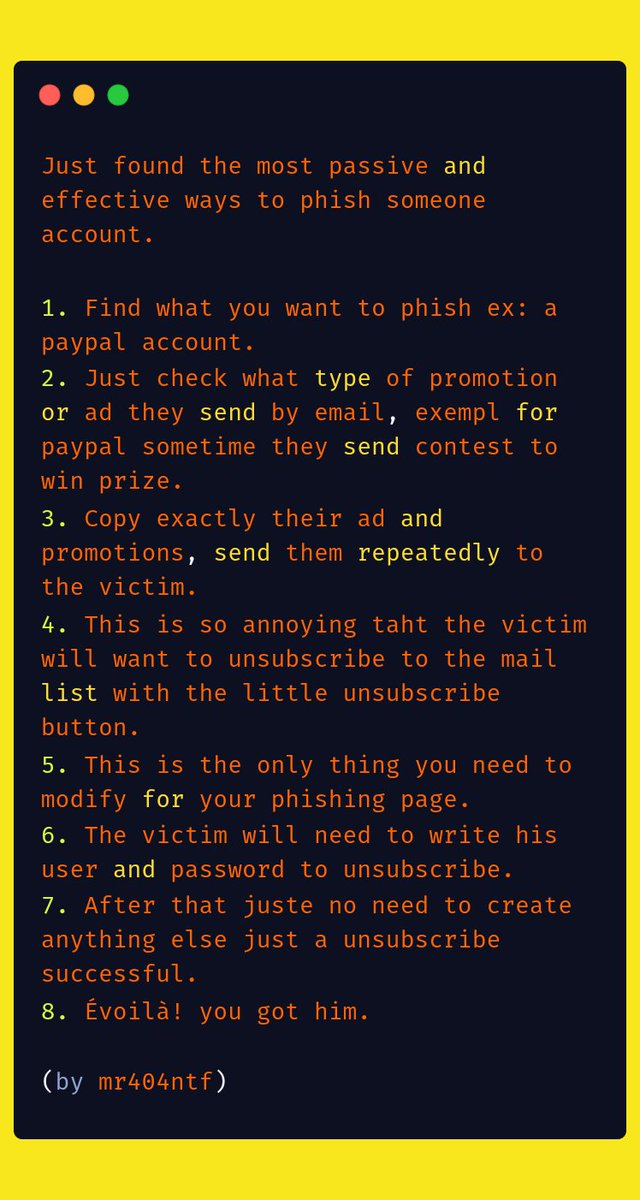 Just found the most passive and
effective ways to phish someone
account.
1. Find what you want to phish ex: a
paypal account.
2. Just check what type of promotion
or ad they send by email, exempl for
paypal sometime they send contest to
win prize.
3. Copy exactly their ad and
promotions, send them repeatedly to
the victim.
4. This is so annoying taht the victim
will want to unsubscribe to the mail
list with the little unsubscribe
button.
5. This is the only thing you need to
modify for your phishing page.
6. The victim will need to write his
user and password to unsubscribe.
7. After that juste no need to create
anything else just a unsubscribe
successful.
8. Évoilà! you got him.
(by mr404ntf)